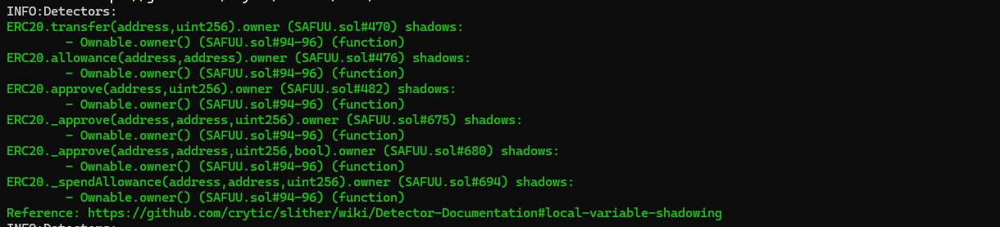 INFO:Detectors:
ERC20.transfer(address,uint256).owner (SAFUU.sol#470) shadows:
        - Ownable.owner() (SAFUU.sol#94-96) (function)
ERC20.allowance(address,address).owner (SAFUU.sol#476) shadows:
        - Ownable.owner() (SAFUU.sol#94-96) (function)
ERC20.approve(address,uint256).owner (SAFUU.sol#482) shadows:
        - Ownable.owner() (SAFUU.sol#94-96) (function)
ERC20._approve(address,address,uint256).owner (SAFUU.sol#675) shadows:
        - Ownable.owner() (SAFUU.sol#94-96) (function)
ERC20._approve(address,address,uint256,bool).owner (SAFUU.sol#680) shadows:
        - Ownable.owner() (SAFUU.sol#94-96) (function)
ERC20._spendAllowance(address,address,uint256).owner (SAFUU.sol#694) shadows:
        - Ownable.owner() (SAFUU.sol#94-96) (function)
Reference: https://github.com/crytic/slither/wiki/Detector-Documentation#local-variable-shadowing
INFO:Detectors: